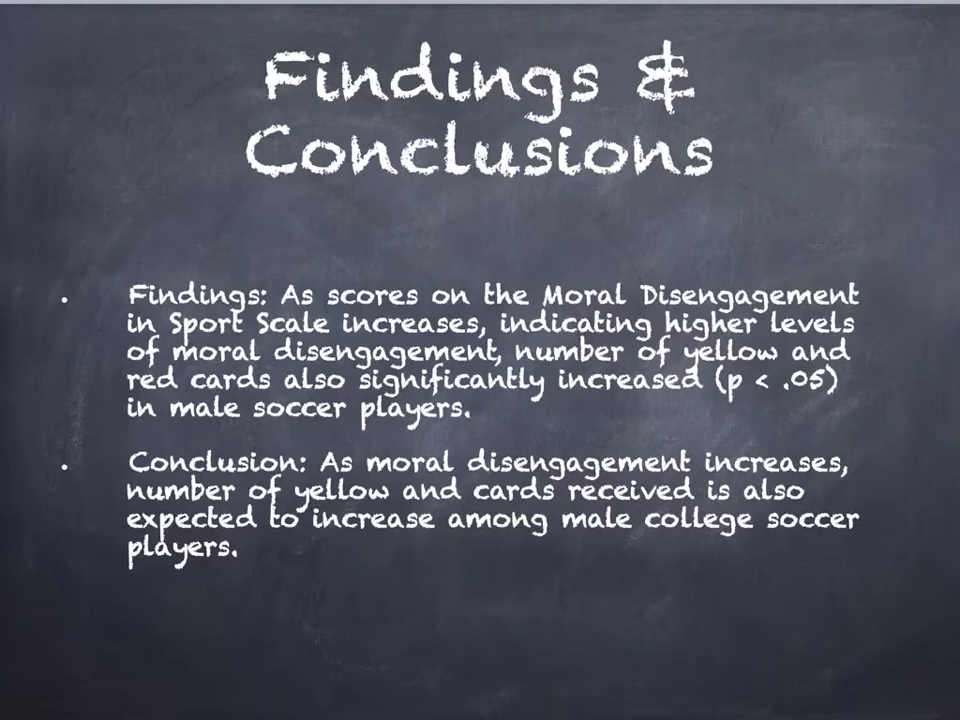 Findings &
Conclusions
• Findings: As scores on the Moral Disengagement
in Sport Scale increases, indicating higher levels
of moral disengagement, number of yellow and
red cards also significantly increased (p < .05)
in male soccer players.
• Conclusion: As moral disengagement increases,
number of yellow and cards received is also
expected to increase among male college soccer
players.